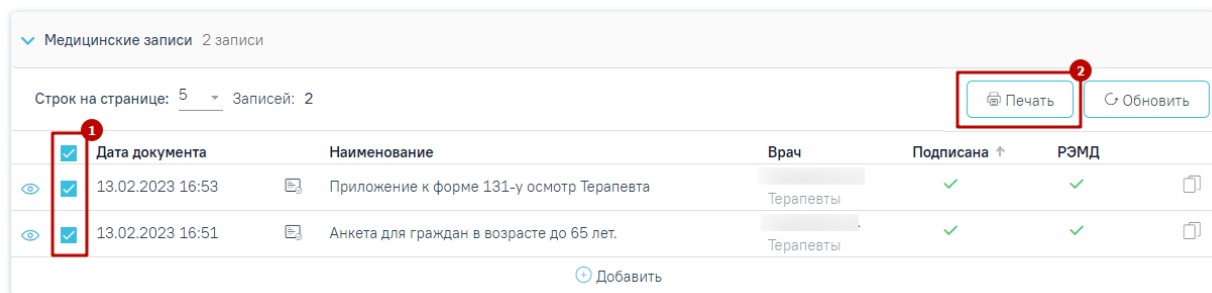 Медицинские записи 2 записи
2
Строк на странице: 5 Записей: 2 Печать Обновить
1
Дата документа Наименование Врач Подписана РЭМД
13.02.2023 16:53 Приложение к форме 131-у осмотр Терапевта
Терапевты
13.02.2023 16:51 Анкета для граждан в возрасте до 65 лет.
Терапевты
Добавить